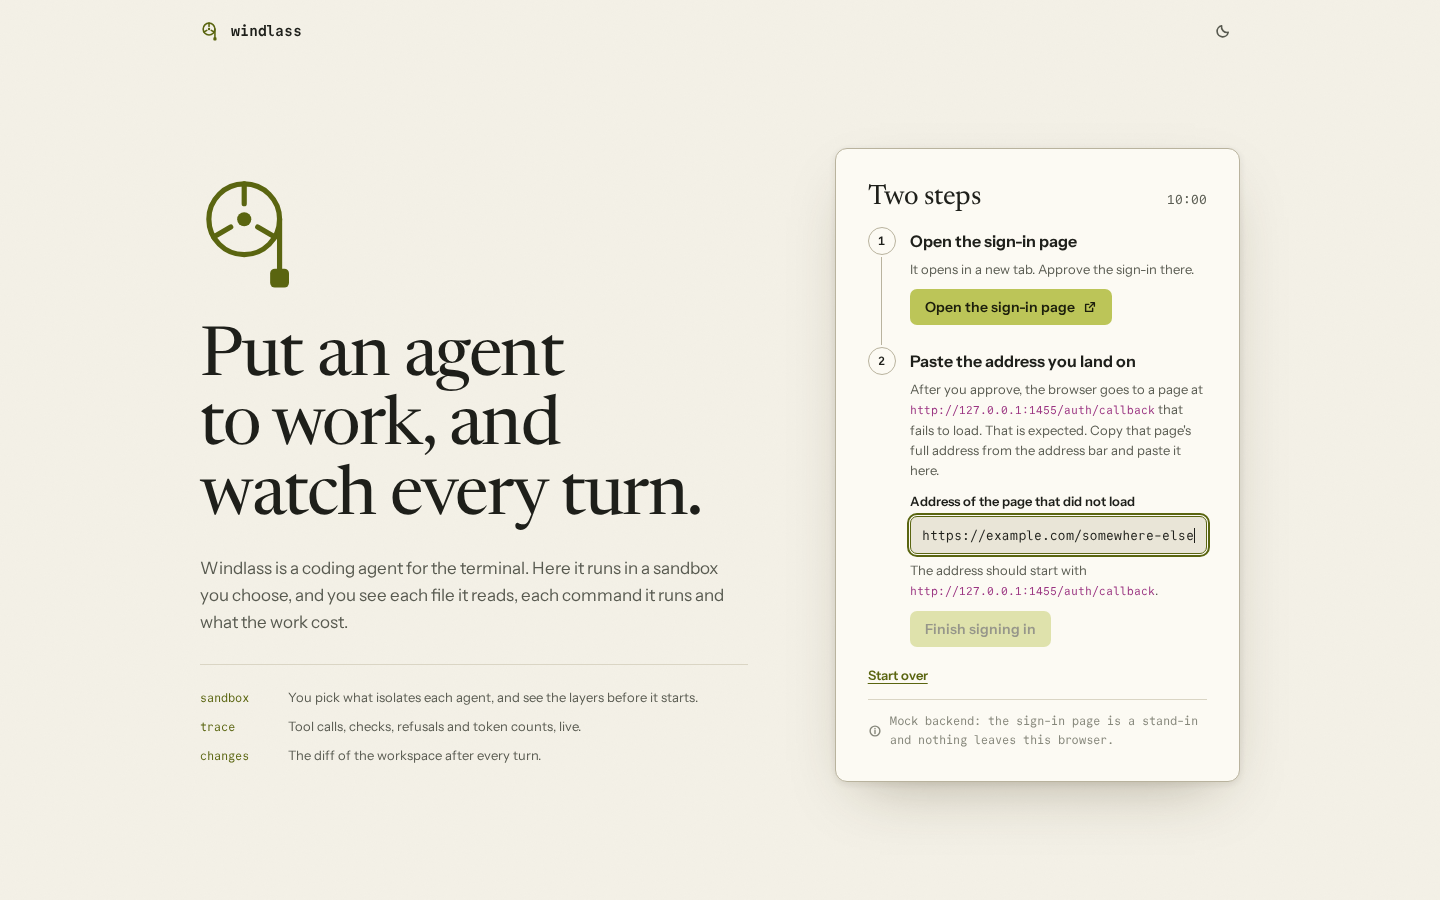 windlass
Put an agent
to work, and
watch every turn.
Windlass is a coding agent for the terminal. Here it runs in a sandbox
you choose, and you see each file it reads, each command it runs and
what the work cost.
sandbox You pick what isolates each agent, and see the layers before it starts.
trace Tool calls, checks, refusals and token counts, live.
changes The diff of the workspace after every turn.
Two steps 10:00
1 Open the sign-in page
It opens in a new tab. Approve the sign-in there.
Open the sign-in page
2 Paste the address you land on
After you approve, the browser goes to a page at
http://127.0.0.1:1455/auth/callback that
fails to load. That is expected. Copy that page's
full address from the address bar and paste it
here.
Address of the page that did not load
https://example.com/somewhere-else
The address should start with
http://127.0.0.1:1455/auth/callback.
Finish signing in
Start over
Mock backend: the sign-in page is a stand-in
and nothing leaves this browser.